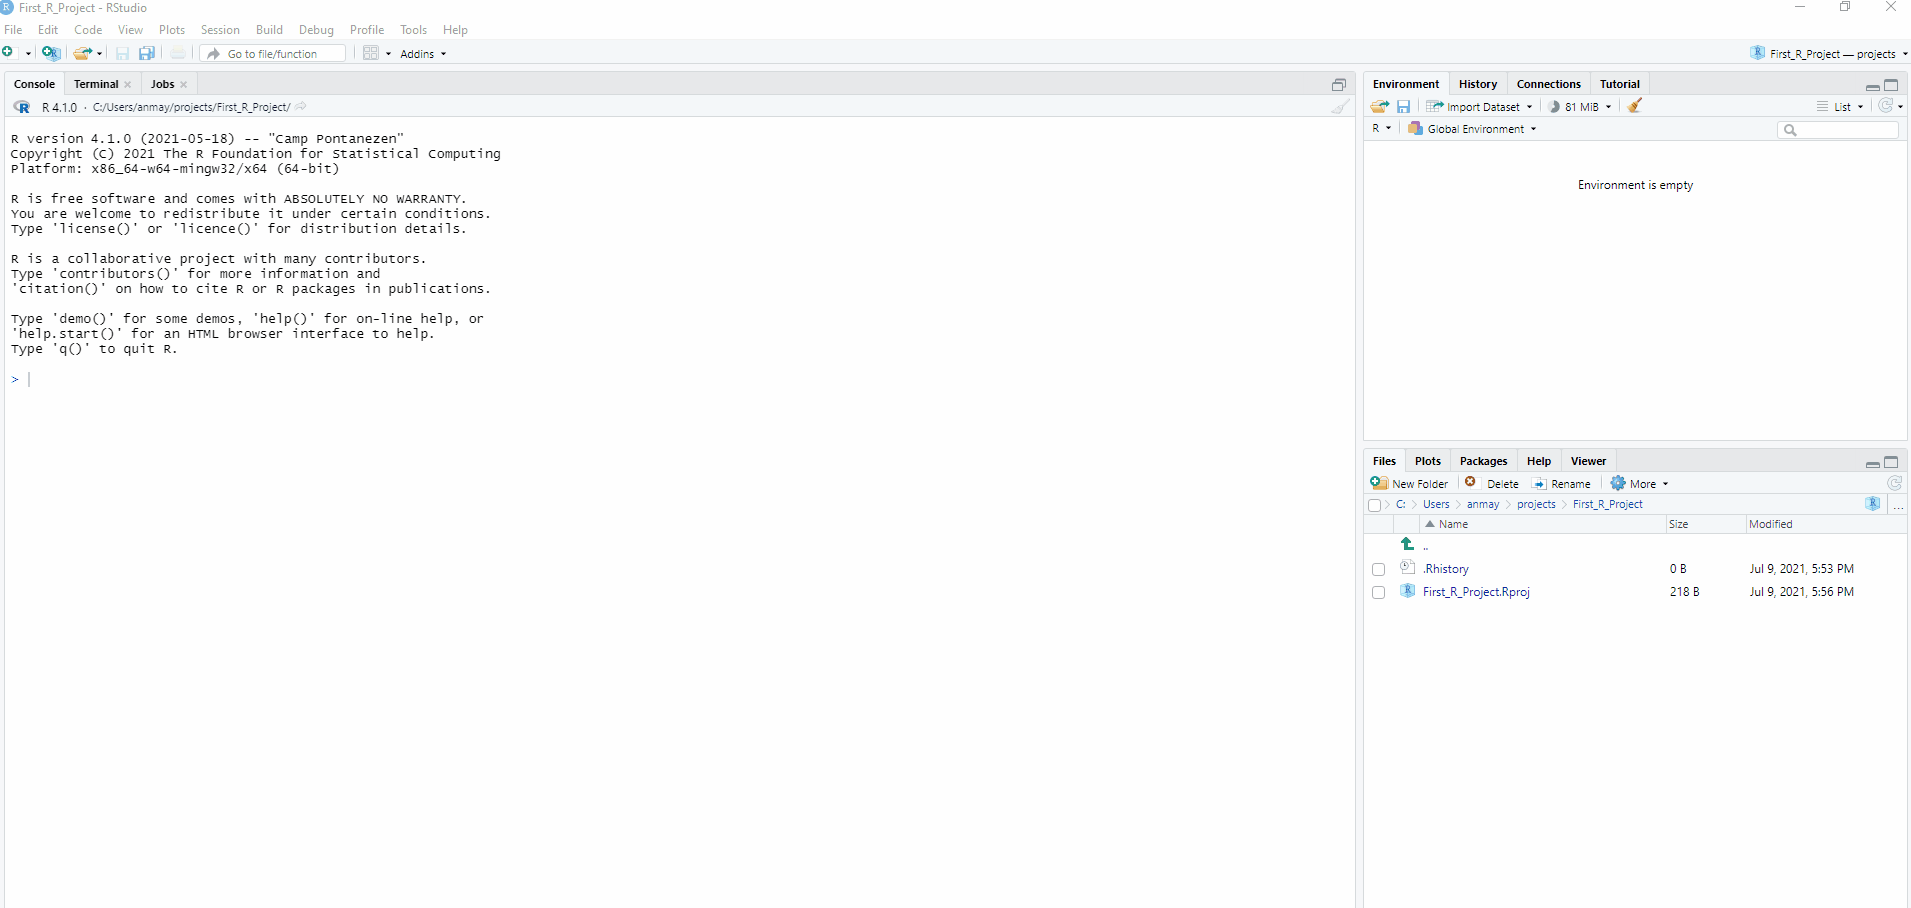 First_R_Project - RStudio
File Edit Code View Plots Session Build Debug Profile Tools Help
Go to file/function Addins First_R_Project — projects
Console Terminal Jobs
R 4.1.0 · C:/Users/anmay/projects/First_R_Project/
R version 4.1.0 (2021-05-18) -- "Camp Pontanezen"
Copyright (C) 2021 The R Foundation for Statistical Computing
Platform: x86_64-w64-mingw32/x64 (64-bit)
R is free software and comes with ABSOLUTELY NO WARRANTY.
You are welcome to redistribute it under certain conditions.
Type 'license()' or 'licence()' for distribution details.
R is a collaborative project with many contributors.
Type 'contributors()' for more information and
'citation()' on how to cite R or R packages in publications.
Type 'demo()' for some demos, 'help()' for on-line help, or
'help.start()' for an HTML browser interface to help.
Type 'q()' to quit R.
>
Environment History Connections Tutorial
Import Dataset 81 MiB List
R Global Environment
Environment is empty
Files Plots Packages Help Viewer
New Folder Delete Rename More
C: Users anmay projects First_R_Project ...
Name Size Modified
..
.Rhistory 0 B Jul 9, 2021, 5:53 PM
First_R_Project.Rproj 218 B Jul 9, 2021, 5:56 PM